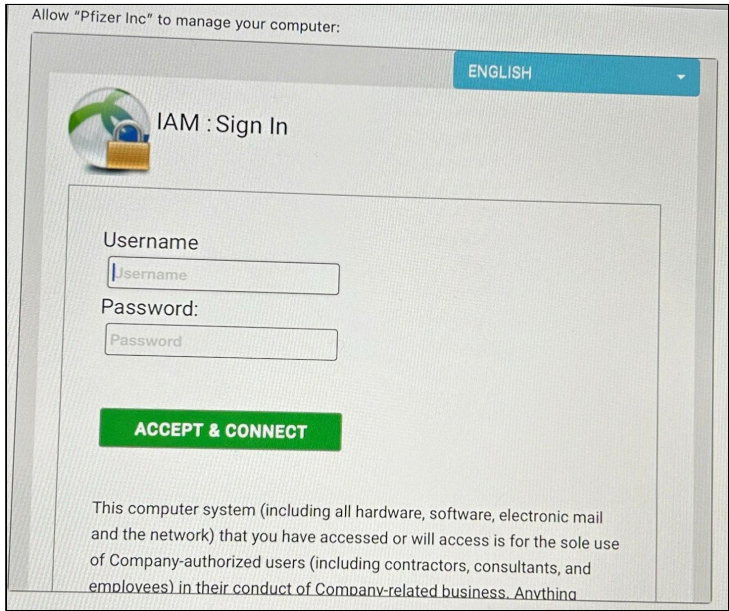 Allow “Pfizer Inc” to manage your computer:
ENGLISH
IAM : Sign In
Username
Username
Password:
Password
ACCEPT & CONNECT
This computer system (including all hardware, software, electronic mail
and the network) that you have accessed or will access is for the sole use
of Company-authorized users (including contractors, consultants, and
employees) in their conduct of Company-related business. Anything